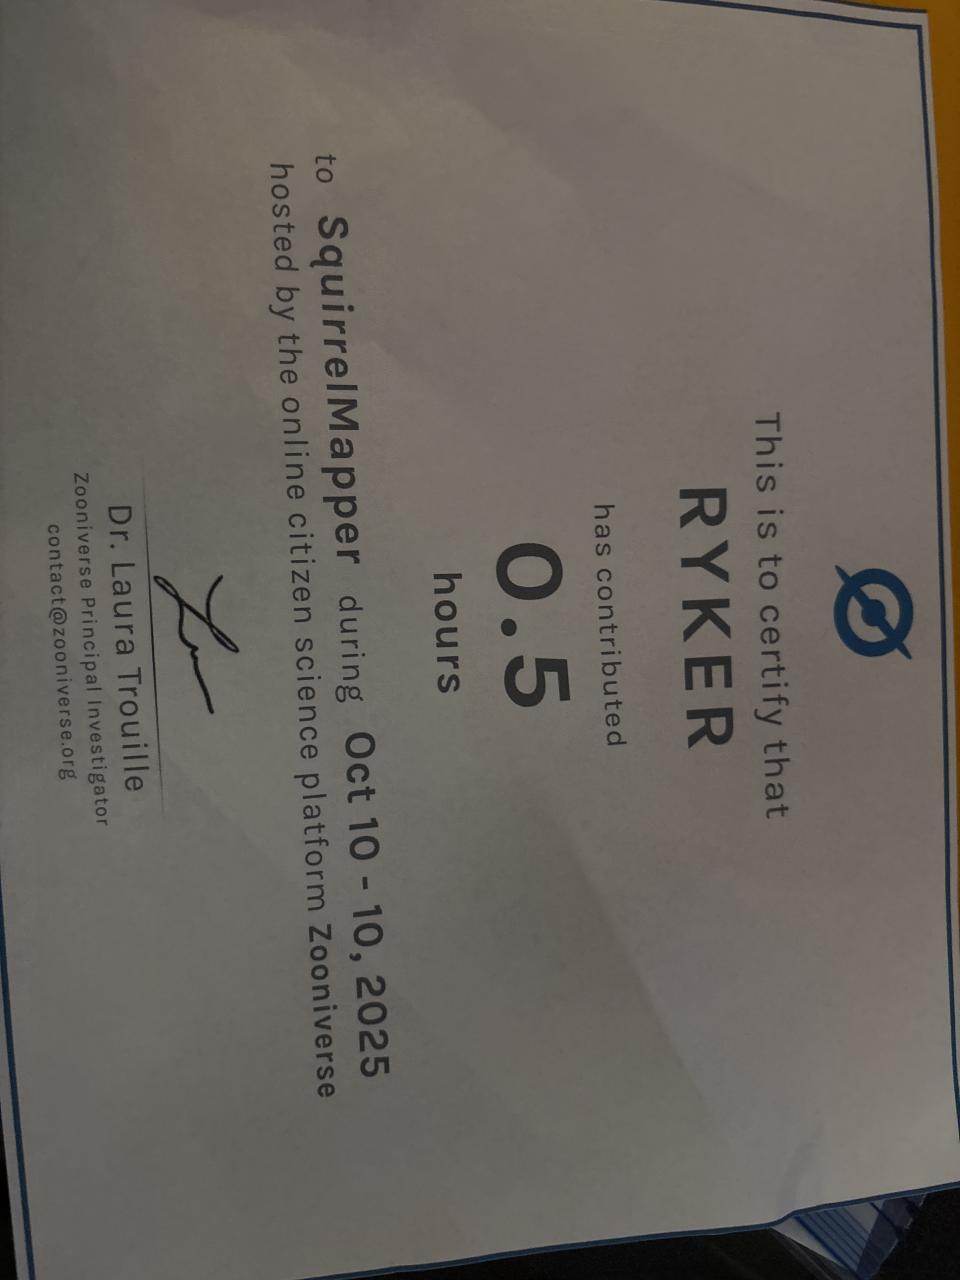 This is to certify that
RYKER
has contributed
0.5
hours
to SquirrelMapper during Oct 10 - 10, 2025
hosted by the online citizen science platform Zooniverse
Dr. Laura Trouille
Zooniverse Principal Investigator
contact@zooniverse.org